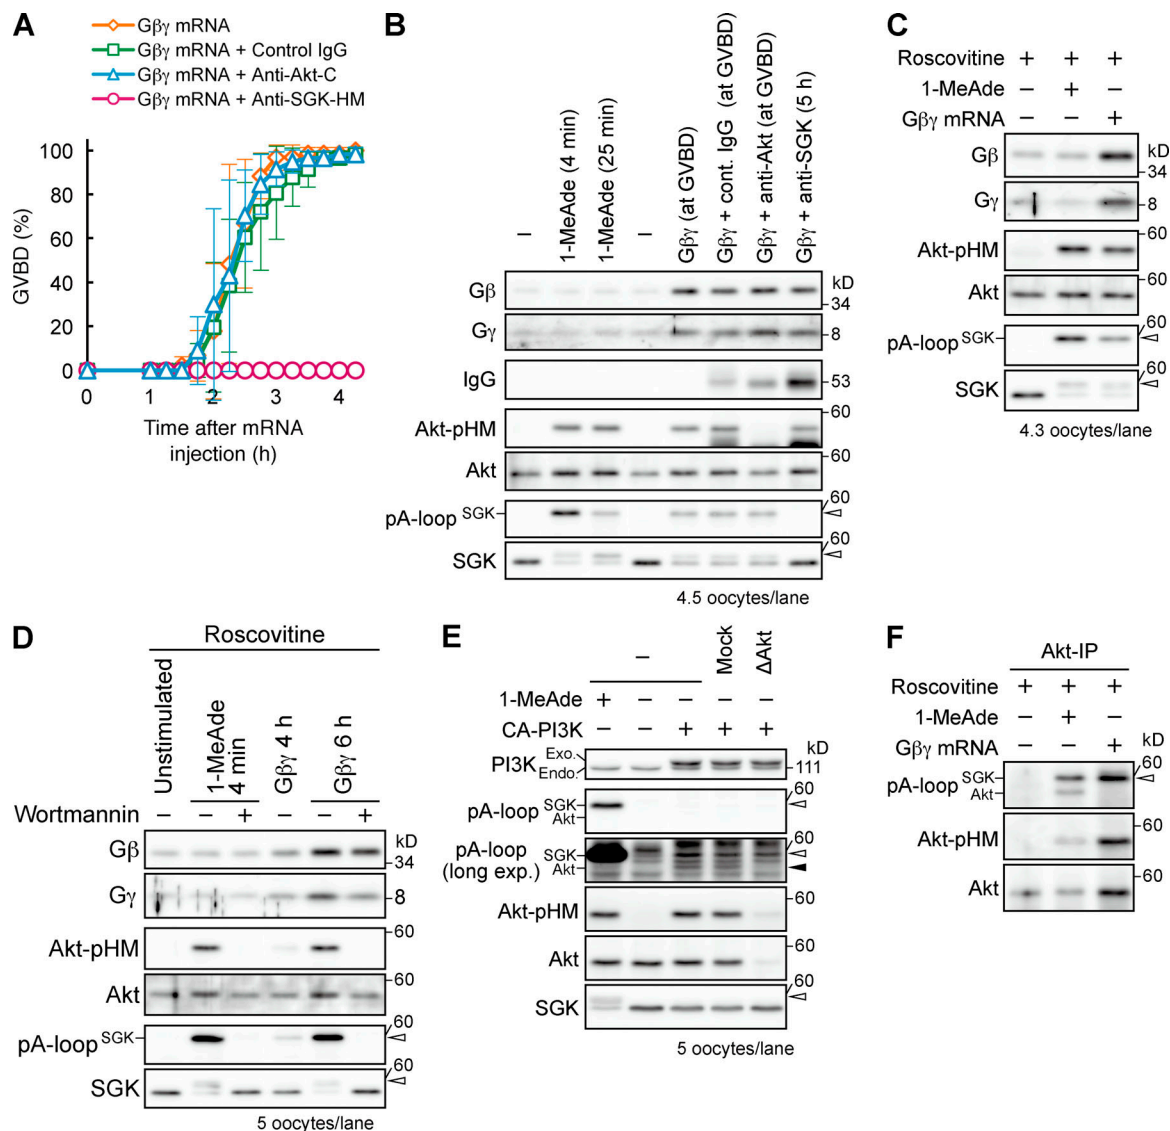 A
Gβγ mRNA
Gβγ mRNA + Control IgG
Gβγ mRNA + Anti-Akt-C
Gβγ mRNA + Anti-SGK-HM
GVBD (%)
100
80
60
40
20
0
0 1 2 3 4
Time after mRNA
injection (h)
B
–
1-MeAde (4 min)
1-MeAde (25 min)
–
Gβγ (at GVBD)
Gβγ + cont. IgG (at GVBD)
Gβγ + anti-Akt (at GVBD)
Gβγ + anti-SGK (5 h)
kD
Gβ
34
Gγ
8
IgG
53
60
Akt-pHM
60
Akt
60
pA-loop SGK
60
SGK
4.5 oocytes/lane
C
Roscovitine + + +
1-MeAde – + –
Gβγ mRNA – – +
kD
Gβ
34
Gγ
8
60
Akt-pHM
60
Akt
60
pA-loop SGK
60
SGK
4.3 oocytes/lane
D
Roscovitine
Unstimulated
1-MeAde
4 min
Gβγ 4 h
Gβγ 6 h
Wortmannin – – + – – +
kD
Gβ
34
Gγ
8
60
Akt-pHM
60
Akt
60
pA-loop SGK
60
SGK
5 oocytes/lane
E
–
Mock
ΔAkt
1-MeAde + – – – –
CA-PI3K – – + + +
kD
PI3K Exo.
Endo.
111
60
pA-loop SGK
Akt
60
pA-loop SGK
(long exp.) Akt
60
Akt-pHM
60
Akt
60
SGK
5 oocytes/lane
F
Akt-IP
Roscovitine + + +
1-MeAde – + –
Gβγ mRNA – – +
kD
60
pA-loop SGK
Akt
60
Akt-pHM
60
Akt